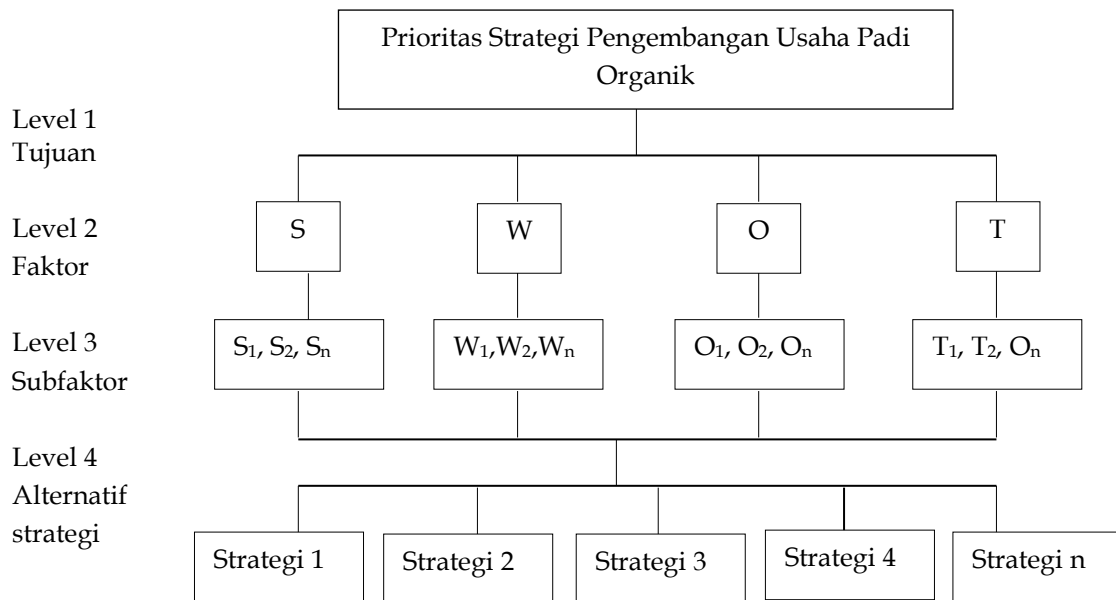 Prioritas Strategi Pengembangan Usaha Padi
Organik
Level 1
Tujuan
Level 2
Faktor
S
W
O
T
Level 3
Subfaktor
S₁, S₂, Sₙ
W₁,W₂,Wₙ
O₁, O₂, Oₙ
T₁, T₂, Oₙ
Level 4
Alternatif
strategi
Strategi 1
Strategi 2
Strategi 3
Strategi 4
Strategi n